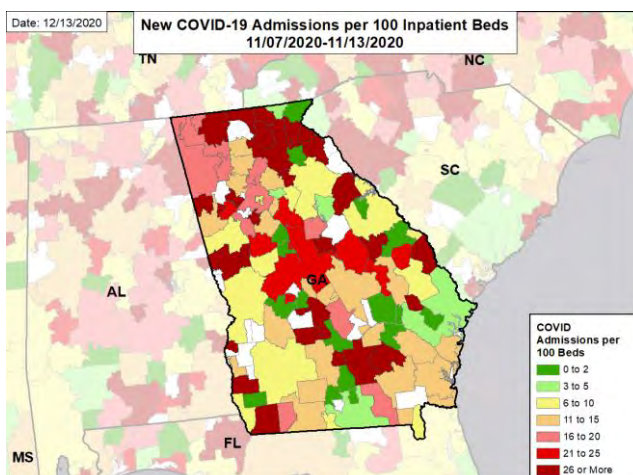 Date: 12/13/2020
New COVID-19 Admissions per 100 Inpatient Beds
11/07/2020-11/13/2020
TN
NC
SC
GA
AL
MS
FL
COVID
Admissions per
100 Beds
0 to 2
3 to 5
6 to 10
11 to 15
16 to 20
21 to 25
26 or More